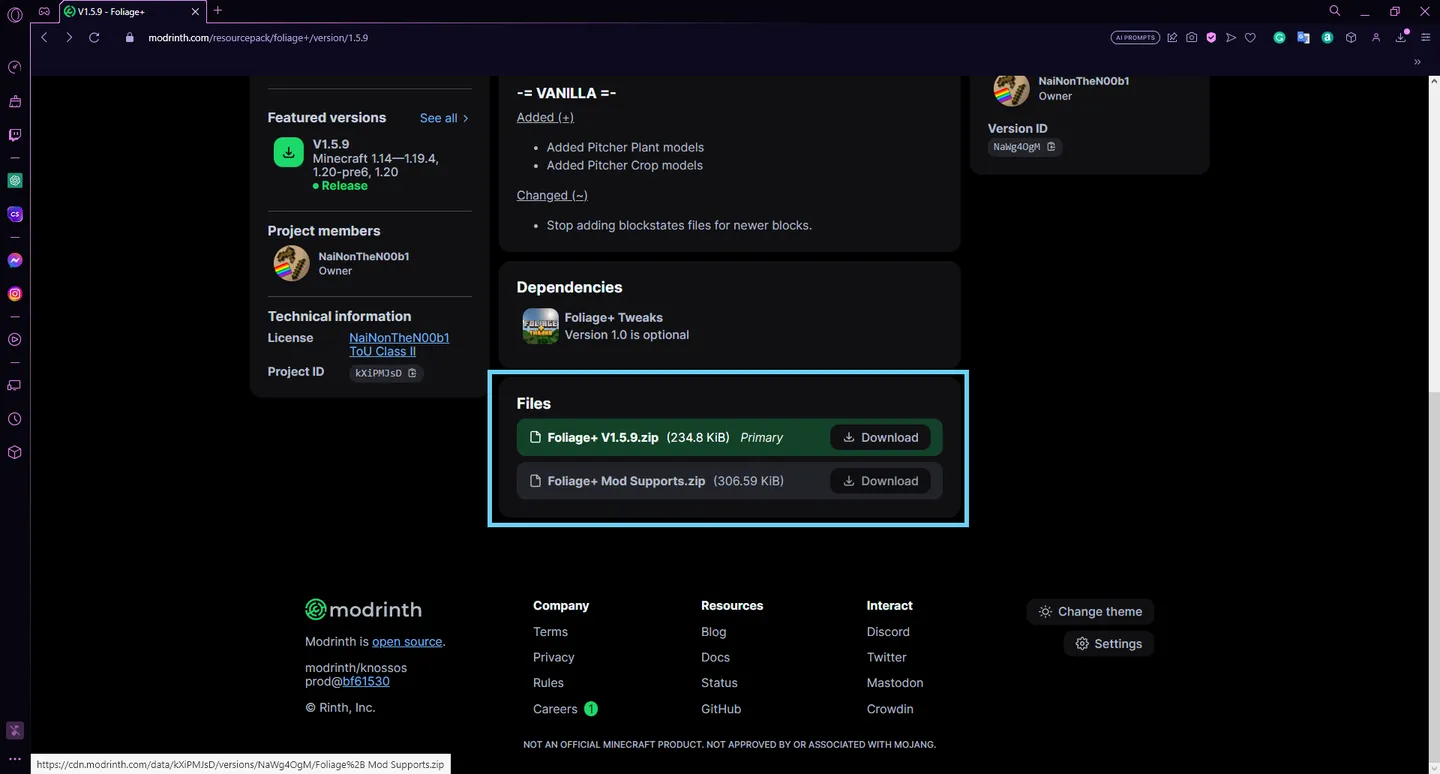 V1.5.9 - Foliage+
modrinth.com/resourcepack/foliage+/version/1.5.9
AI PROMPTS
Featured versions
See all
V1.5.9
Minecraft 1.14—1.19.4,
1.20-pre6, 1.20
Release
Project members
NaiNonTheN00b1
Owner
Technical information
License
NaiNonTheN00b1
ToU Class II
Project ID
kXiPMJsD
-= VANILLA =-
Added (+)
Added Pitcher Plant models
Added Pitcher Crop models
Changed (~)
Stop adding blockstates files for newer blocks.
Dependencies
FOLIAGE
TWEAKS
Foliage+ Tweaks
Version 1.0 is optional
Files
Foliage+ V1.5.9.zip (234.8 KiB) Primary
Download
Foliage+ Mod Supports.zip (306.59 KiB)
Download
NaiNonTheN00b1
Owner
Version ID
NaWg4OgM
modrinth
Modrinth is open source.
modrinth/knossos
prod@bf61530
© Rinth, Inc.
Company
Terms
Privacy
Rules
Careers 1
Resources
Blog
Docs
Status
GitHub
Interact
Discord
Twitter
Mastodon
Crowdin
Change theme
Settings
NOT AN OFFICIAL MINECRAFT PRODUCT. NOT APPROVED BY OR ASSOCIATED WITH MOJANG.
https://cdn.modrinth.com/data/kXiPMJsD/versions/NaWg4OgM/Foliage%2B Mod Supports.zip